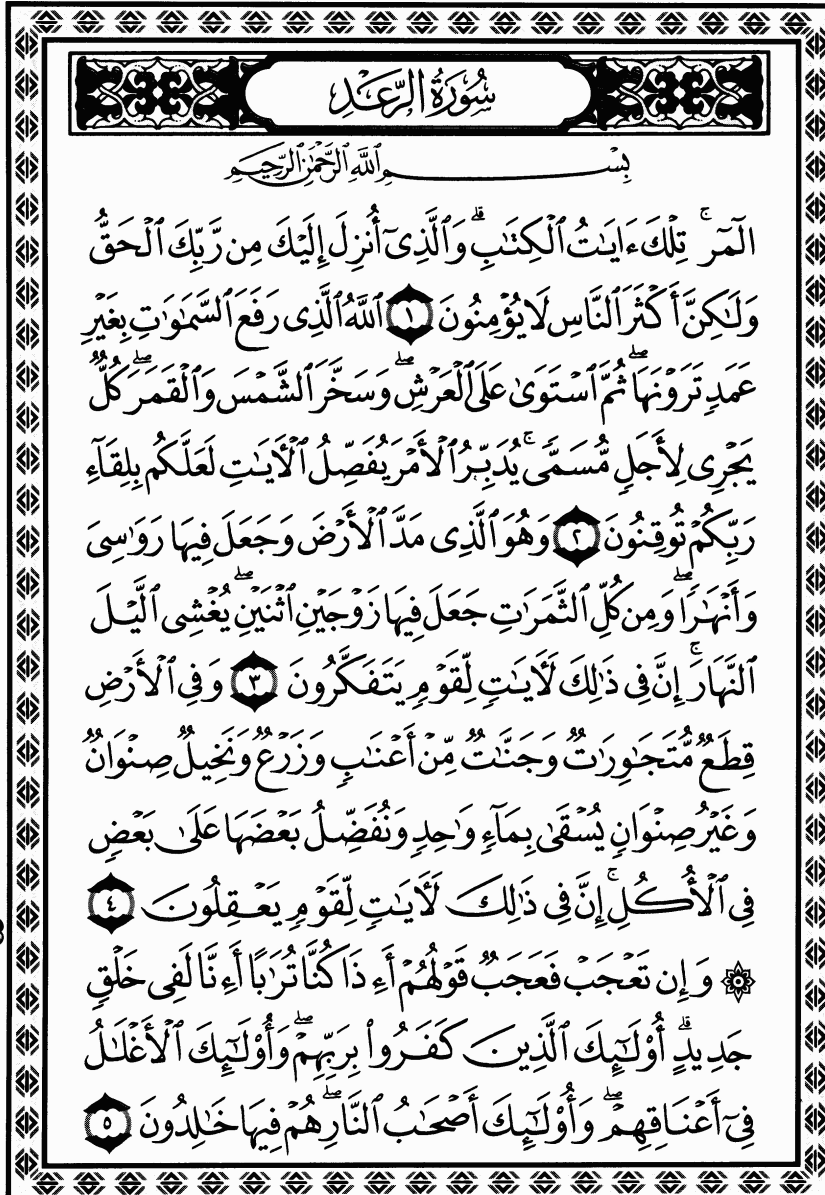 سُورَةُ الرَّعْدِ
بِسْمِ ٱللَّهِ ٱلرَّحْمَٰنِ ٱلرَّحِيمِ
الٓمٓر ۚ تِلْكَ ءَايَٰتُ ٱلْكِتَٰبِ ۗ وَٱلَّذِىٓ أُنزِلَ إِلَيْكَ مِن رَّبِّكَ ٱلْحَقُّ
وَلَٰكِنَّ أَكْثَرَ ٱلنَّاسِ لَا يُؤْمِنُونَ ١ ٱللَّهُ ٱلَّذِى رَفَعَ ٱلسَّمَٰوَٰتِ بِغَيْرِ
عَمَدٍ تَرَوْنَهَا ۖ ثُمَّ ٱسْتَوَىٰ عَلَى ٱلْعَرْشِ ۖ وَسَخَّرَ ٱلشَّمْسَ وَٱلْقَمَرَ ۖ كُلٌّ
يَجْرِى لِأَجَلٍ مُّسَمًّى ۚ يُدَبِّرُ ٱلْأَمْرَ يُفَصِّلُ ٱلْءَايَٰتِ لَعَلَّكُم بِلِقَآءِ
رَبِّكُمْ تُوقِنُونَ ٢ وَهُوَ ٱلَّذِى مَدَّ ٱلْأَرْضَ وَجَعَلَ فِيهَا رَوَٰسِىَ
وَأَنْهَٰرًا ۖ وَمِن كُلِّ ٱلثَّمَرَٰتِ جَعَلَ فِيهَا زَوْجَيْنِ ٱثْنَيْنِ ۖ يُغْشِى ٱلَّيْلَ
ٱلنَّهَارَ ۚ إِنَّ فِى ذَٰلِكَ لَءَايَٰتٍ لِّقَوْمٍ يَتَفَكَّرُونَ ٣ وَفِى ٱلْأَرْضِ
قِطَعٌ مُّتَجَٰوِرَٰتٌ وَجَنَّٰتٌ مِّنْ أَعْنَٰبٍ وَزَرْعٌ وَنَخِيلٌ صِنْوَانٌ
وَغَيْرُ صِنْوَانٍ يُسْقَىٰ بِمَآءٍ وَٰحِدٍ وَنُفَضِّلُ بَعْضَهَا عَلَىٰ بَعْضٍ
فِى ٱلْأُكُلِ ۚ إِنَّ فِى ذَٰلِكَ لَءَايَٰتٍ لِّقَوْمٍ يَعْقِلُونَ ٤
۞ وَإِن تَعْجَبْ فَعَجَبٌ قَوْلُهُمْ أَءِذَا كُنَّا تُرَٰبًا أَءِنَّا لَفِى خَلْقٍ
جَدِيدٍ ۗ أُو۟لَٰٓئِكَ ٱلَّذِينَ كَفَرُوا۟ بِرَبِّهِمْ ۖ وَأُو۟لَٰٓئِكَ ٱلْأَغْلَٰلُ
فِىٓ أَعْنَاقِهِمْ ۖ وَأُو۟لَٰٓئِكَ أَصْحَٰبُ ٱلنَّارِ ۖ هُمْ فِيهَا خَٰلِدُونَ ٥